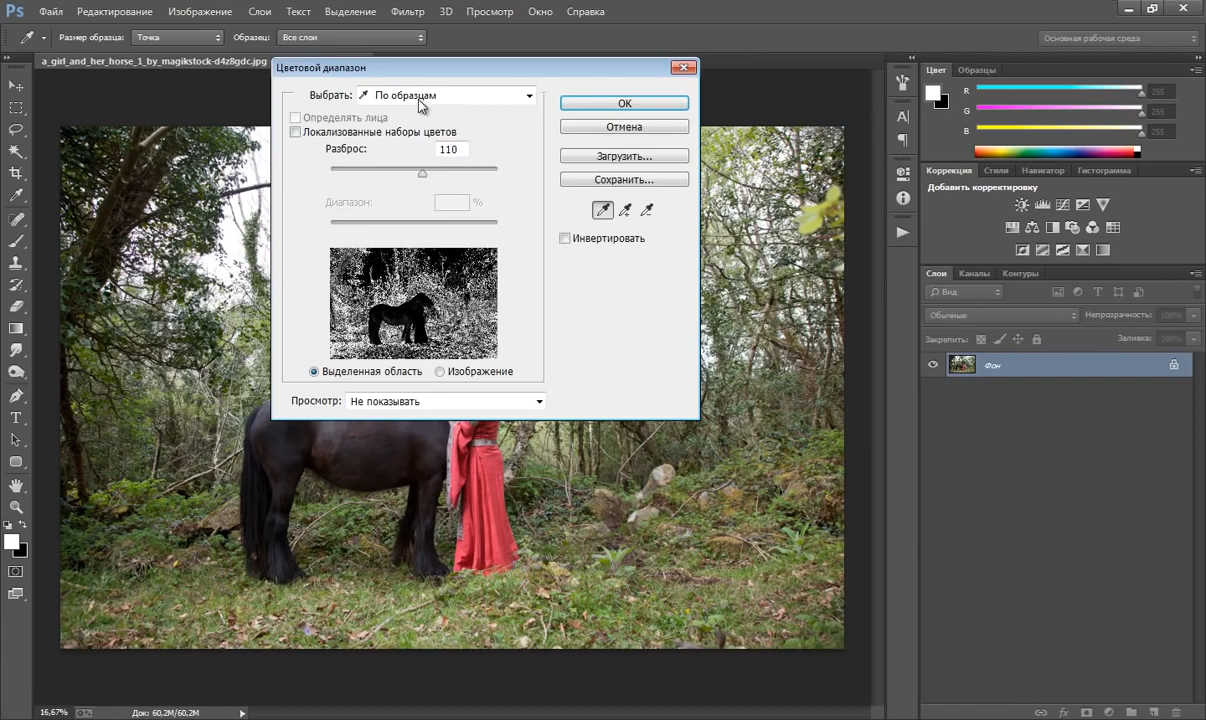 Ps Файл Редактирование Изображение Слои Текст Выделение Фильтр 3D Просмотр Окно Справка
Размер образца: Точка Образец: Все слои Основная рабочая среда
a_girl_and_her_horse_1_by_magikstock-d4z8gdc.jpg
Цветовой диапазон
Выбрать: По образцам
Определять лица
Локализованные наборы цветов
Разброс: 110
Диапазон: %
Выделенная область Изображение
Просмотр: Не показывать
OK
Отмена
Загрузить...
Сохранить...
Инвертировать
Цвет Образцы
R 255
G 255
B 255
Коррекция Стили Навигатор Гистограмма
Добавить корректировку
Слои Каналы Контуры
Вид
Обычные Непрозрачность: 100%
Закрепить: Заливка: 100%
Фон
16,67% Док: 60,2M/60,2M